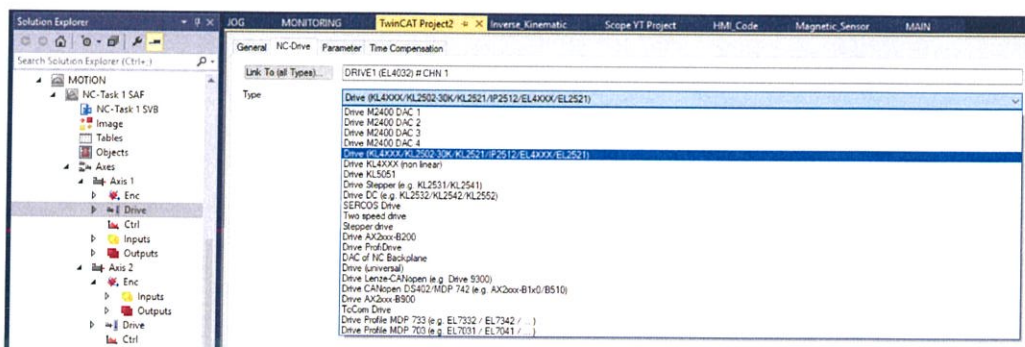 Solution Explorer
JOG MONITORING TwinCAT Project2 Inverse_Kinematic Scope YT Project HMI_Code Magnetic_Sensor MAIN
Search Solution Explorer (Ctrl+;)
General NC-Drive Parameter Time Compensation
Link To (all Types)... DRIVE1 (EL4032) # CHN 1
Type Drive (KL4XXX/KL2502-30K/KL2521/IP2512/EL4XXX/EL2521)
Drive M2400 DAC 1
Drive M2400 DAC 2
Drive M2400 DAC 3
Drive M2400 DAC 4
Drive (KL4XXX/KL2502-30K/KL2521/IP2512/EL4XXX/EL2521)
Drive KL4XXX (non linear)
Drive KL5051
Drive Stepper (e.g. KL2531/KL2541)
Drive DC (e.g. KL2532/KL2542/KL2552)
SERCOS Drive
Two speed drive
Stepper drive
Drive AX2xxx-B200
Drive ProfiDrive
DAC of NC Backplane
Drive (universal)
Drive Lenze-CANopen (e.g. Drive 9300)
Drive CANopen DS402/MDP 742 (e.g. AX2xxx-B1x0/B510)
Drive AX2xxx-B900
TcCom Drive
Drive Profile MDP 733 (e.g. EL7332 / EL7342 / ...)
Drive Profile MDP 703 (e.g. EL7031 / EL7041 / ...)
MOTION
NC-Task 1 SAF
NC-Task 1 SVB
Image
Tables
Objects
Axes
Axis 1
Enc
Drive
Ctrl
Inputs
Outputs
Axis 2
Enc
Inputs
Outputs
Drive
Ctrl